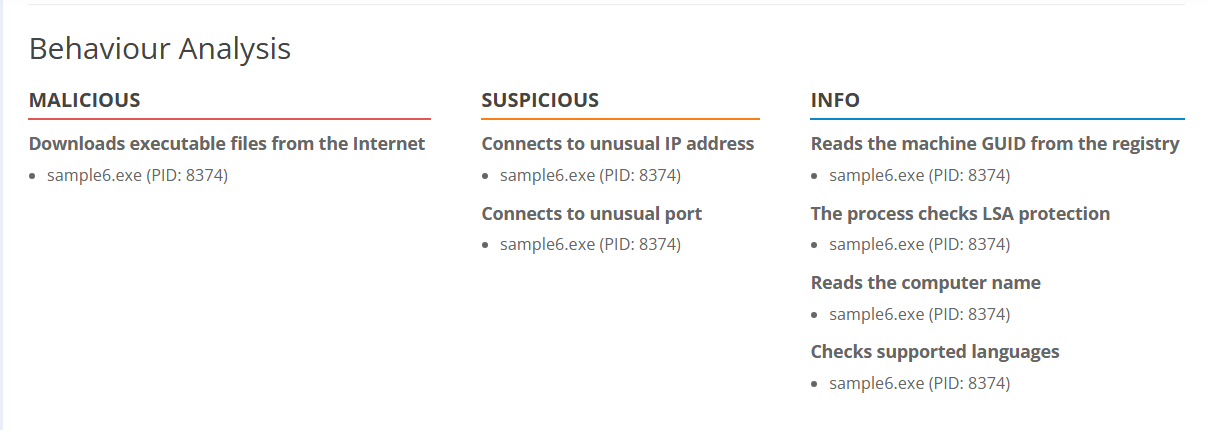 Behaviour Analysis
MALICIOUS
Downloads executable files from the Internet
sample6.exe (PID: 8374)
SUSPICIOUS
Connects to unusual IP address
sample6.exe (PID: 8374)
Connects to unusual port
sample6.exe (PID: 8374)
INFO
Reads the machine GUID from the registry
sample6.exe (PID: 8374)
The process checks LSA protection
sample6.exe (PID: 8374)
Reads the computer name
sample6.exe (PID: 8374)
Checks supported languages
sample6.exe (PID: 8374)